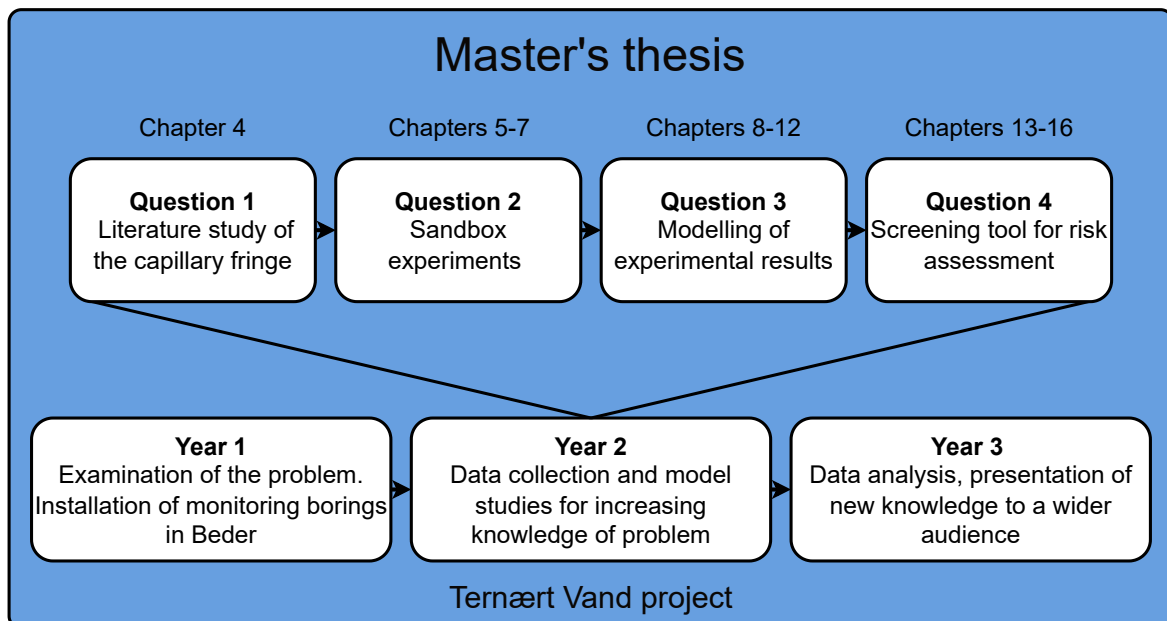 Master's thesis
Chapter 4
Chapters 5-7
Chapters 8-12
Chapters 13-16
Question 1
Literature study of
the capillary fringe
Question 2
Sandbox
experiments
Question 3
Modelling of
experimental results
Question 4
Screening tool for risk
assessment
Year 1
Examination of the problem.
Installation of monitoring borings
in Beder
Year 2
Data collection and model
studies for increasing
knowledge of problem
Year 3
Data analysis, presentation of
new knowledge to a wider
audience
Ternært Vand project